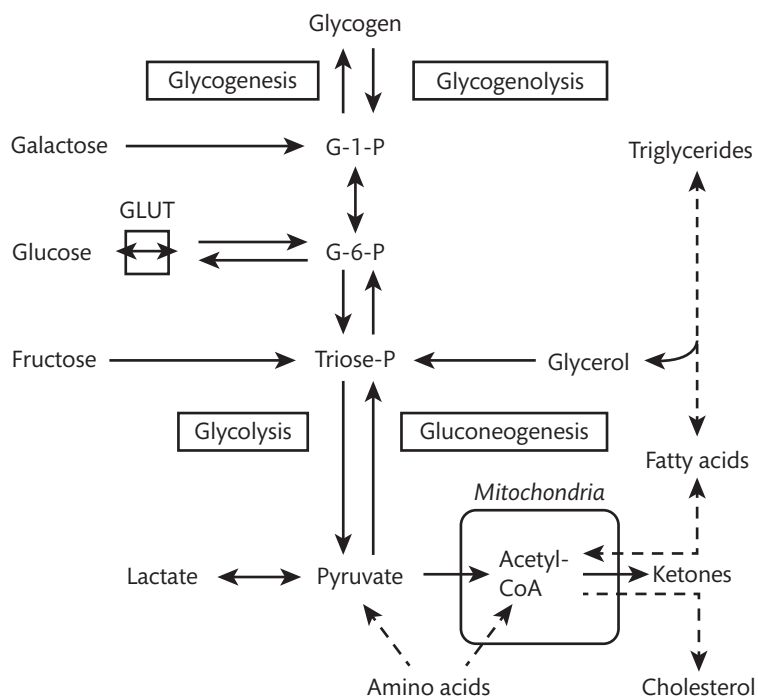 Glycogen
Glycogenesis
Glycogenolysis
Galactose
G-1-P
Triglycerides
GLUT
Glucose
G-6-P
Fructose
Triose-P
Glycerol
Glycolysis
Gluconeogenesis
Fatty acids
Mitochondria
Lactate
Pyruvate
Acetyl-
CoA
Ketones
Amino acids
Cholesterol